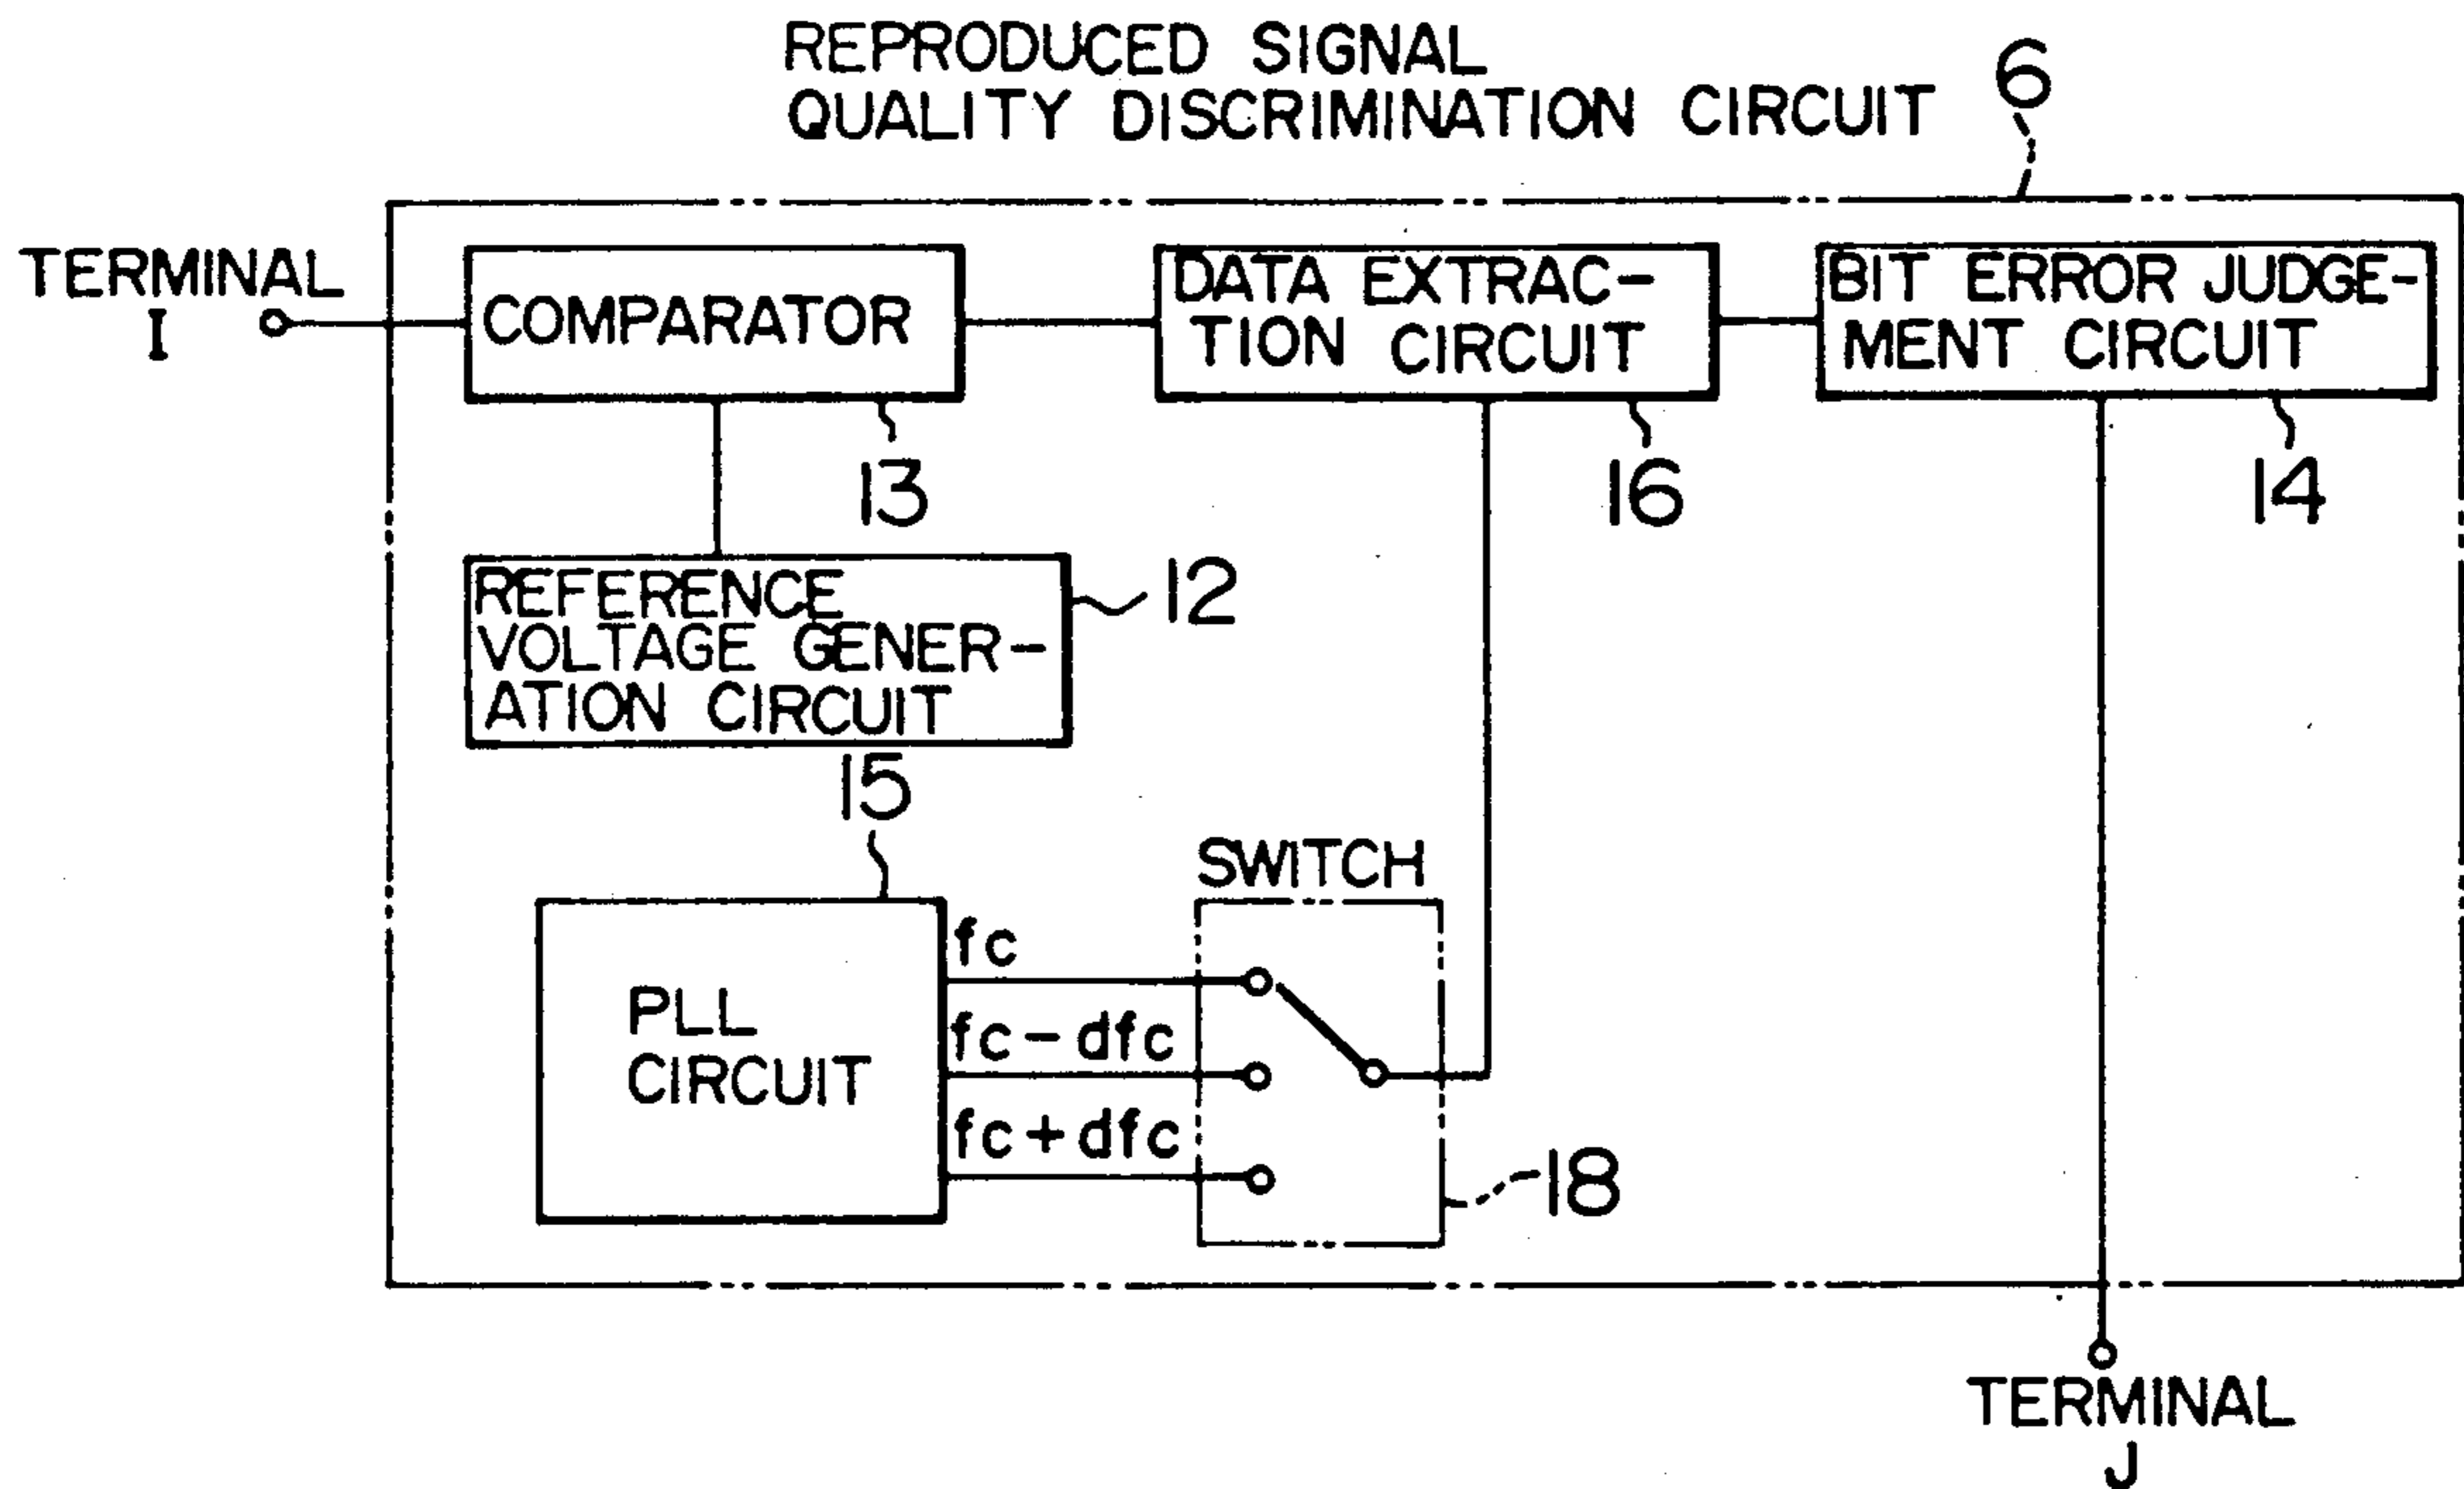 REPRODUCED SIGNAL
QUALITY DISCRIMINATION CIRCUIT
6
TERMINAL
I
COMPARATOR
DATA EXTRAC-
TION CIRCUIT
BIT ERROR JUDGE-
MENT CIRCUIT
13
16
14
REFERENCE
VOLTAGE GENER-
ATION CIRCUIT
12
15
SWITCH
PLL
CIRCUIT
fc
fc-dfc
fc+dfc
18
TERMINAL
J